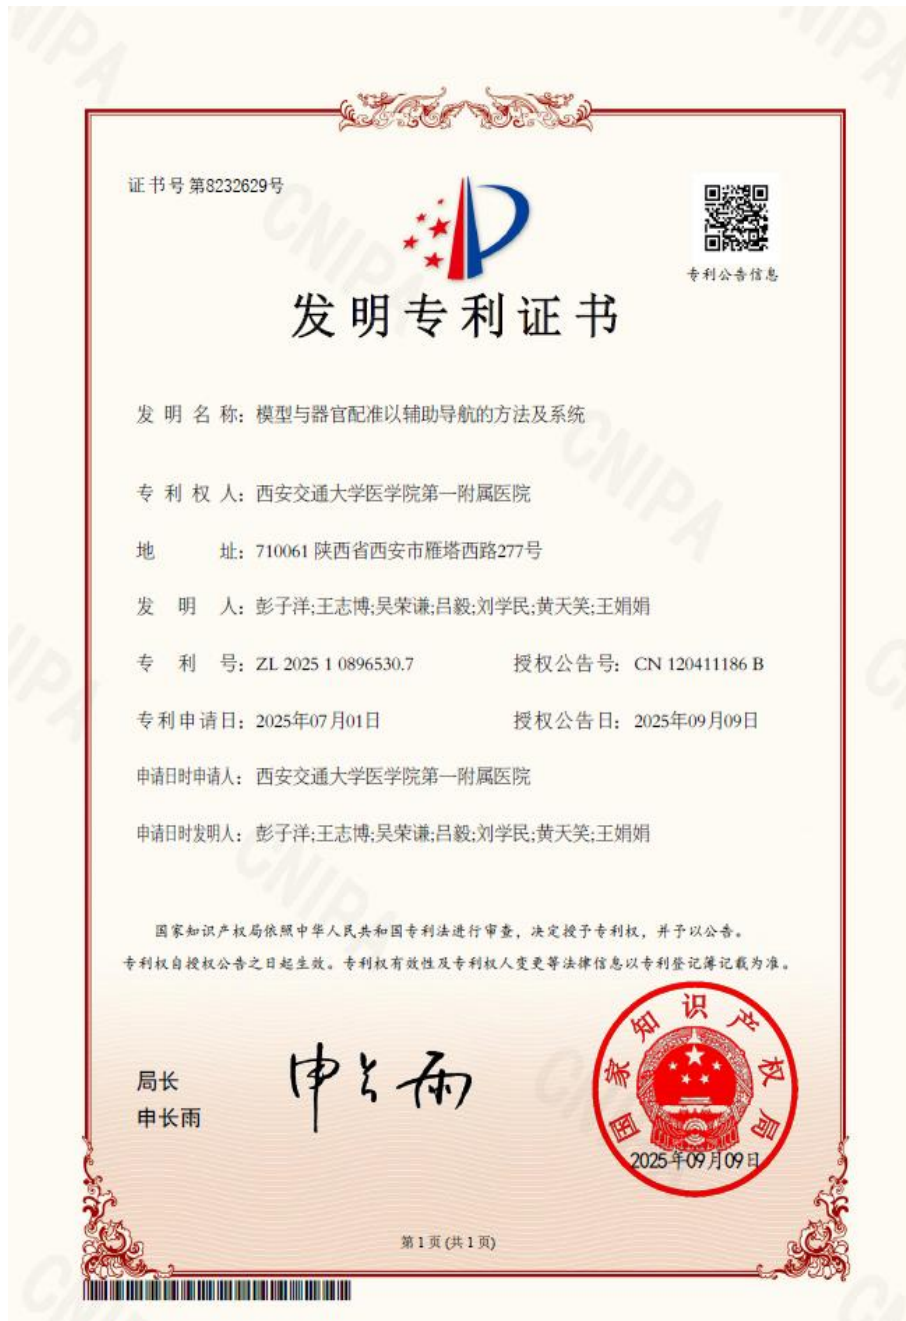 证书号第8232629号
专利公告信息
发明专利证书
发明名称：模型与器官配准以辅助导航的方法及系统
专利权人：西安交通大学医学院第一附属医院
地址：710061 陕西省西安市雁塔西路277号
发明人：彭子洋;王志博;吴荣谦;吕毅;刘学民;黄天笑;王娟娟
专利号：ZL 2025 1 0896530.7 授权公告号：CN 120411186 B
专利申请日：2025年07月01日 授权公告日：2025年09月09日
申请日时申请人：西安交通大学医学院第一附属医院
申请日时发明人：彭子洋;王志博;吴荣谦;吕毅;刘学民;黄天笑;王娟娟
国家知识产权局依照中华人民共和国专利法进行审查，决定授予专利权，并予以公告。
专利权自授权公告之日起生效。专利权有效性及专利权人变更等法律信息以专利登记簿记载为准。
局长
申长雨
申长雨
国家知识产权局
2025年09月09日
第1页(共1页)
CNIPA
CNIPA
CNIPA
CNIPA
CNIPA
CNIPA